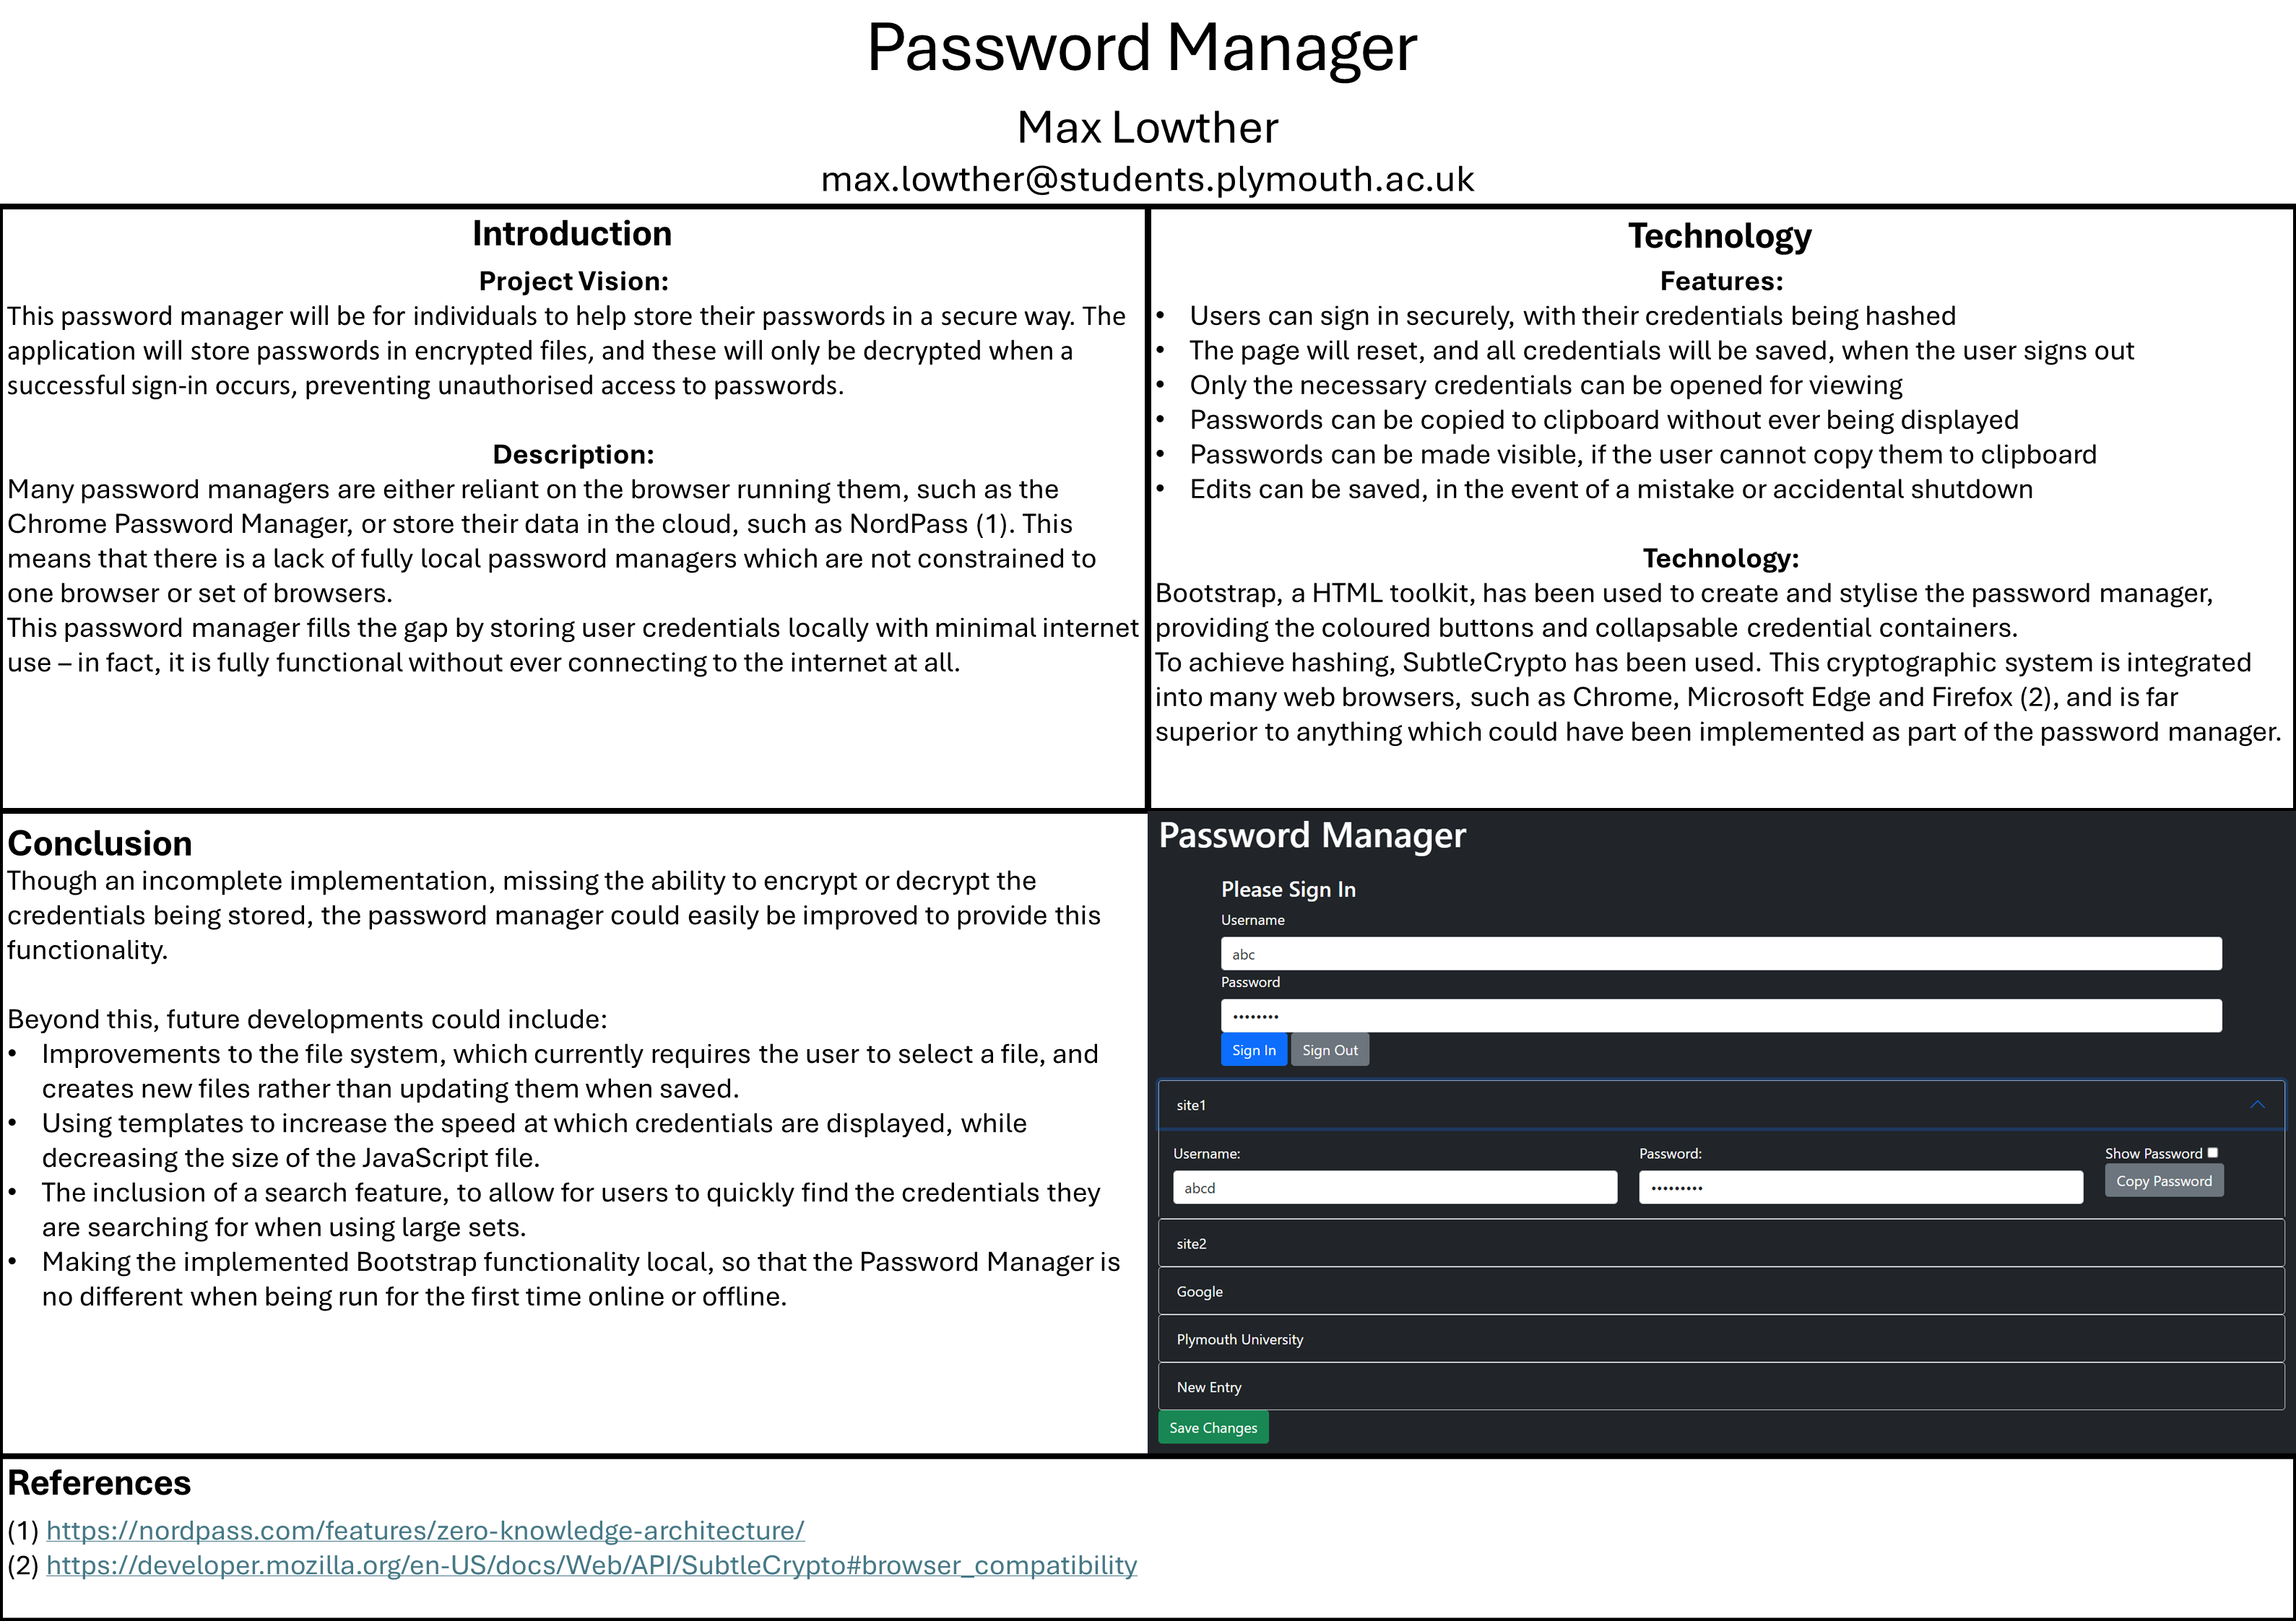 Password Manager
Max Lowther
max.lowther@students.plymouth.ac.uk
Introduction
Project Vision:
This password manager will be for individuals to help store their passwords in a secure way. The
application will store passwords in encrypted files, and these will only be decrypted when a
successful sign-in occurs, preventing unauthorised access to passwords.
Description:
Many password managers are either reliant on the browser running them, such as the
Chrome Password Manager, or store their data in the cloud, such as NordPass (1). This
means that there is a lack of fully local password managers which are not constrained to
one browser or set of browsers.
This password manager fills the gap by storing user credentials locally with minimal internet
use – in fact, it is fully functional without ever connecting to the internet at all.
Technology
Features:
• Users can sign in securely, with their credentials being hashed
• The page will reset, and all credentials will be saved, when the user signs out
• Only the necessary credentials can be opened for viewing
• Passwords can be copied to clipboard without ever being displayed
• Passwords can be made visible, if the user cannot copy them to clipboard
• Edits can be saved, in the event of a mistake or accidental shutdown
Technology:
Bootstrap, a HTML toolkit, has been used to create and stylise the password manager,
providing the coloured buttons and collapsable credential containers.
To achieve hashing, SubtleCrypto has been used. This cryptographic system is integrated
into many web browsers, such as Chrome, Microsoft Edge and Firefox (2), and is far
superior to anything which could have been implemented as part of the password manager.
Conclusion
Though an incomplete implementation, missing the ability to encrypt or decrypt the
credentials being stored, the password manager could easily be improved to provide this
functionality.
Beyond this, future developments could include:
• Improvements to the file system, which currently requires the user to select a file, and
creates new files rather than updating them when saved.
• Using templates to increase the speed at which credentials are displayed, while
decreasing the size of the JavaScript file.
• The inclusion of a search feature, to allow for users to quickly find the credentials they
are searching for when using large sets.
• Making the implemented Bootstrap functionality local, so that the Password Manager is
no different when being run for the first time online or offline.
Password Manager
Please Sign In
Username
abc
Password
••••••••
Sign In Sign Out
site1
Username: Password: Show Password
abcd ••••••••• Copy Password
site2
Google
Plymouth University
New Entry
Save Changes
References
(1) https://nordpass.com/features/zero-knowledge-architecture/
(2) https://developer.mozilla.org/en-US/docs/Web/API/SubtleCrypto#browser_compatibility